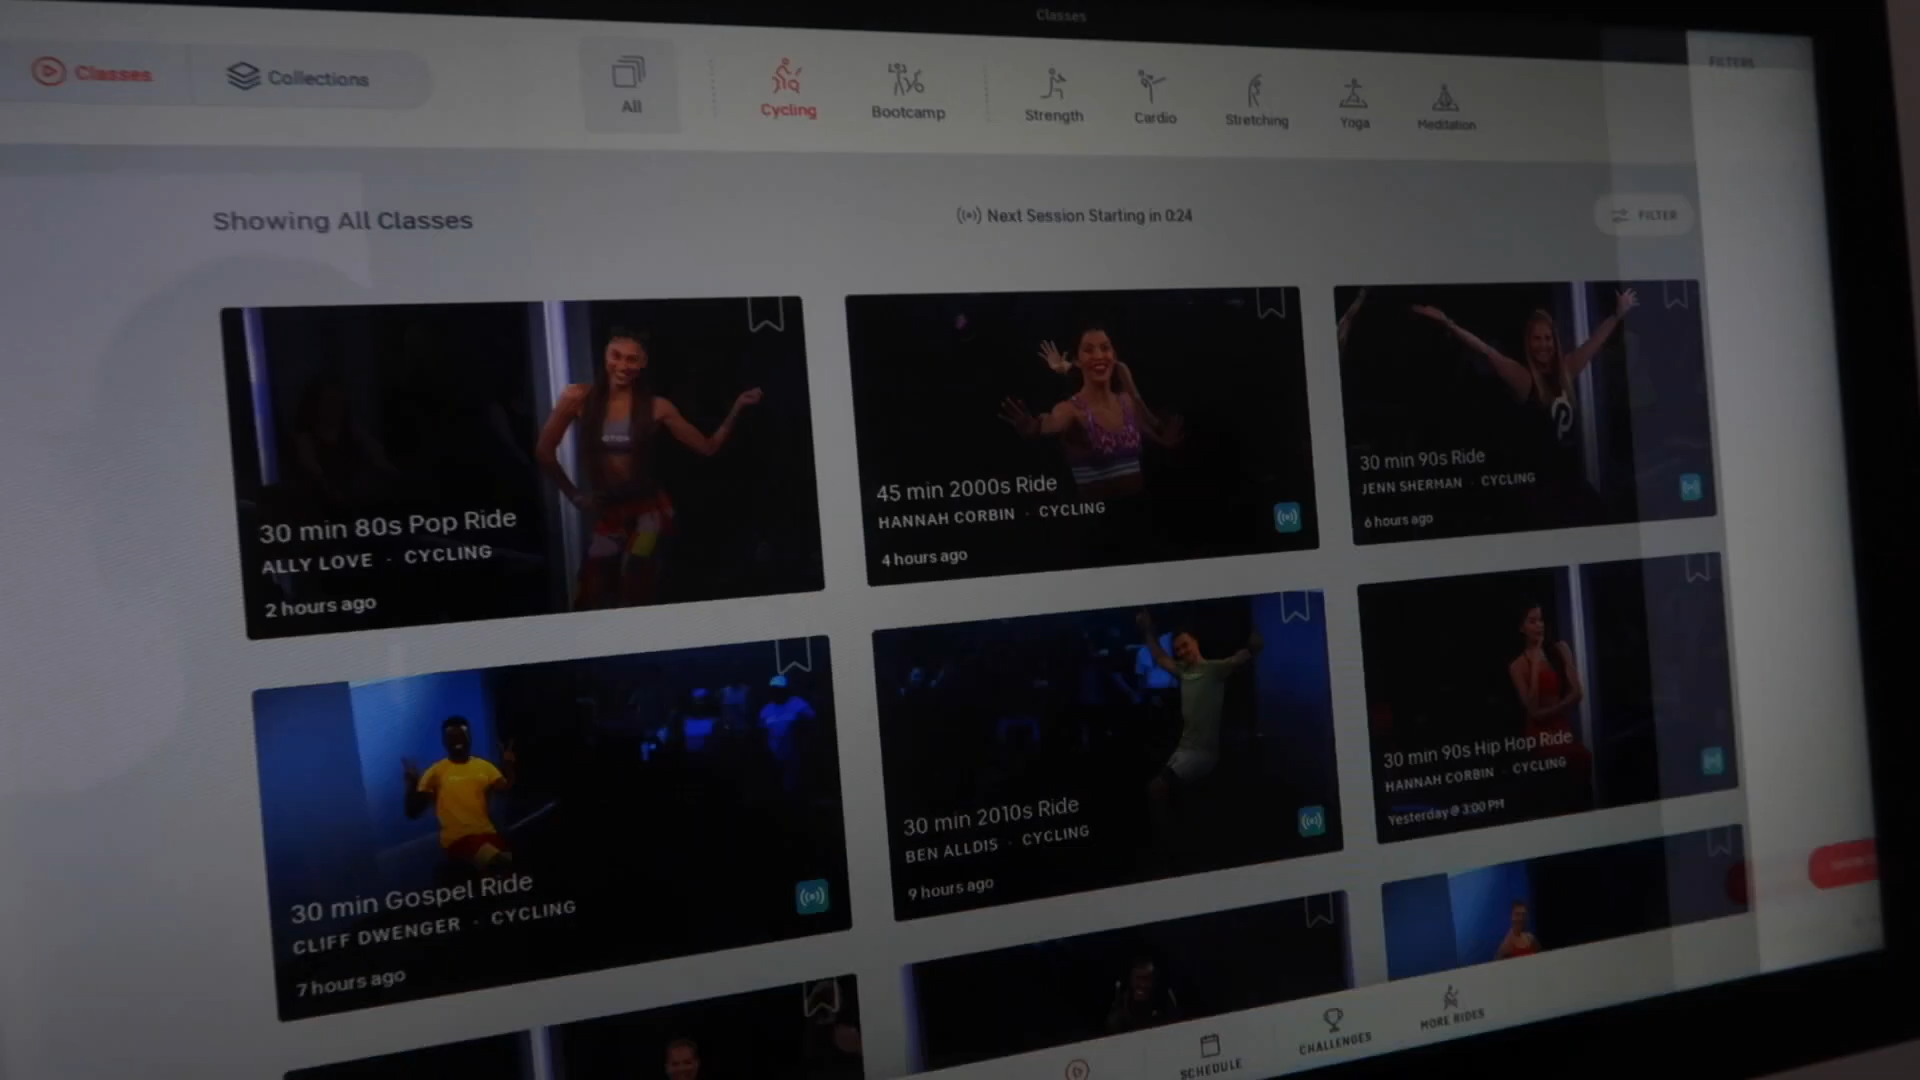 Classes
Classes
Collections
All
Cycling
Bootcamp
Strength
Cardio
Stretching
Yoga
Meditation
FILTERS
Showing All Classes
Next Session Starting in 0:24
FILTER
30 min 80s Pop Ride
ALLY LOVE · CYCLING
2 hours ago
45 min 2000s Ride
HANNAH CORBIN · CYCLING
4 hours ago
30 min 90s Ride
JENN SHERMAN · CYCLING
6 hours ago
30 min Gospel Ride
CLIFF DWENGER · CYCLING
7 hours ago
30 min 2010s Ride
BEN ALLDIS · CYCLING
9 hours ago
30 min 90s Hip Hop Ride
HANNAH CORBIN · CYCLING
Yesterday @ 3:00 PM
SCHEDULE
CHALLENGES
MORE RIDES